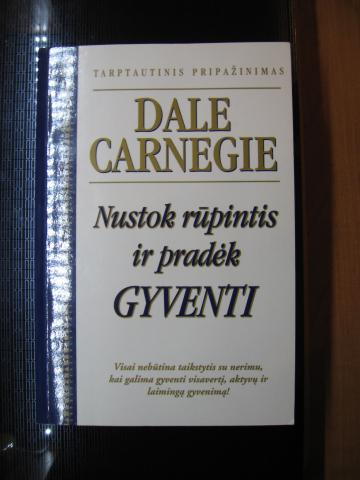 TARPTAUTINIS PRIPAŽINIMAS
DALE
CARNEGIE
Nustok rūpintis
ir pradėk
GYVENTI
Visai nebūtina taikstytis su nerimu,
kai galima gyventi visavertį, aktyvų ir
laimingą gyvenimą!